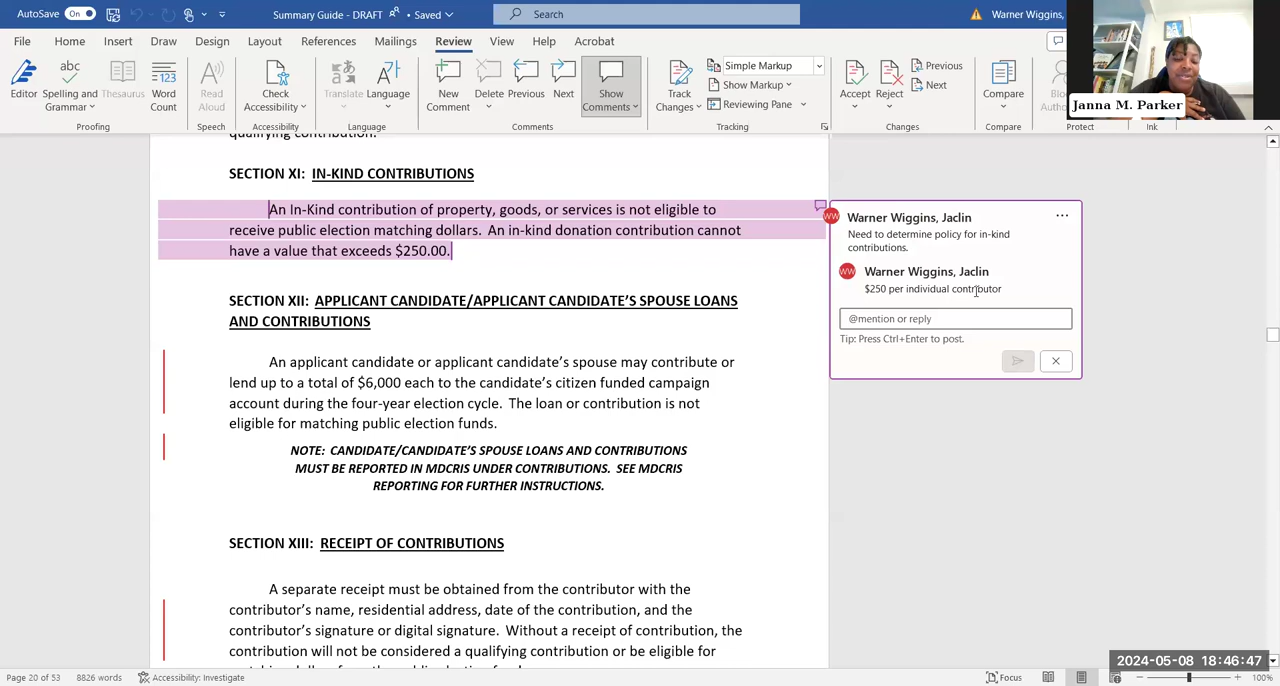 AutoSave On Summary Guide - DRAFT • Saved Search Warner Wiggins,
File Home Insert Draw Design Layout References Mailings Review View Help Acrobat
Editor Spelling and Grammar Thesaurus Word Count Read Aloud Check Accessibility Translate Language New Comment Delete Previous Next Show Comments Track Changes Simple Markup Show Markup Reviewing Pane Accept Reject Previous Next Compare
Janna M. Parker
Proofing Speech Accessibility Language Comments Tracking Changes Compare Protect Ink
qualifying contribution.
SECTION XI: IN-KIND CONTRIBUTIONS
An In-Kind contribution of property, goods, or services is not eligible to
receive public election matching dollars. An in-kind donation contribution cannot
have a value that exceeds $250.00.
WW Warner Wiggins, Jaclin
Need to determine policy for in-kind
contributions.
WW Warner Wiggins, Jaclin
$250 per individual contributor
@mention or reply
Tip: Press Ctrl+Enter to post.
SECTION XII: APPLICANT CANDIDATE/APPLICANT CANDIDATE'S SPOUSE LOANS
AND CONTRIBUTIONS
An applicant candidate or applicant candidate's spouse may contribute or
lend up to a total of $6,000 each to the candidate's citizen funded campaign
account during the four-year election cycle. The loan or contribution is not
eligible for matching public election funds.
NOTE: CANDIDATE/CANDIDATE'S SPOUSE LOANS AND CONTRIBUTIONS
MUST BE REPORTED IN MDCRIS UNDER CONTRIBUTIONS. SEE MDCRIS
REPORTING FOR FURTHER INSTRUCTIONS.
SECTION XIII: RECEIPT OF CONTRIBUTIONS
A separate receipt must be obtained from the contributor with the
contributor's name, residential address, date of the contribution, and the
contributor's signature or digital signature. Without a receipt of contribution, the
contribution will not be considered a qualifying contribution or be eligible for
2024-05-08 18:46:47
Page 20 of 53 8826 words Accessibility: Investigate Focus 100%